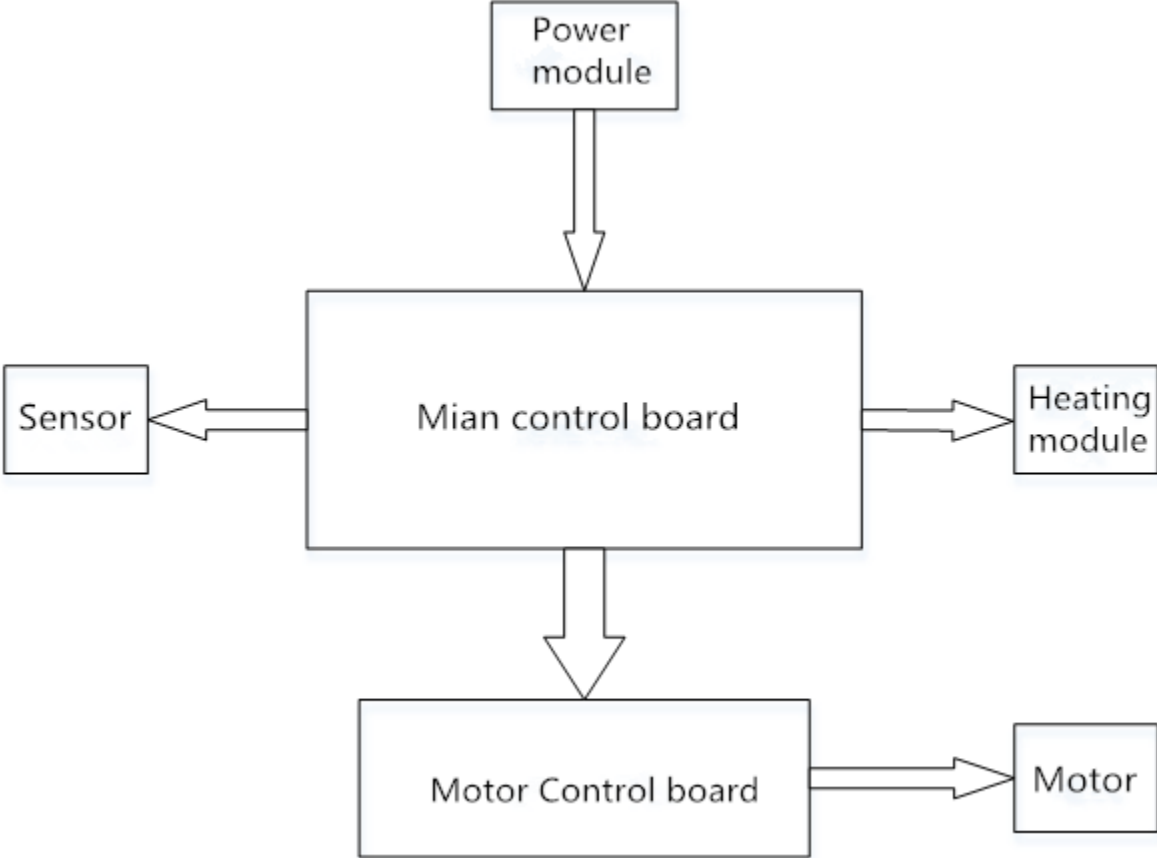 Power
module
Sensor
Mian control board
Heating
module
Motor Control board
Motor